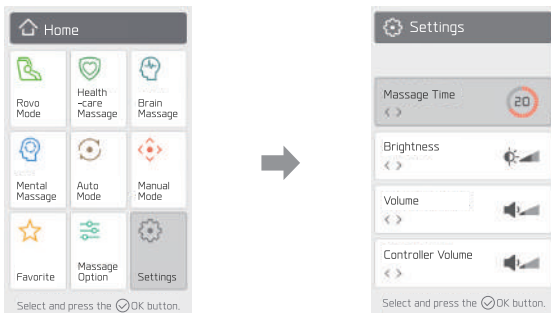 Home
Rovo
Mode
Health
-care
Massage
Brain
Massage
Mental
Massage
Auto
Mode
Manual
Mode
Favorite
Massage
Option
Settings
Select and press the OK button.
Settings
Massage Time
< >
20
Brightness
< >
Volume
< >
Controller Volume
< >
Select and press the OK button.